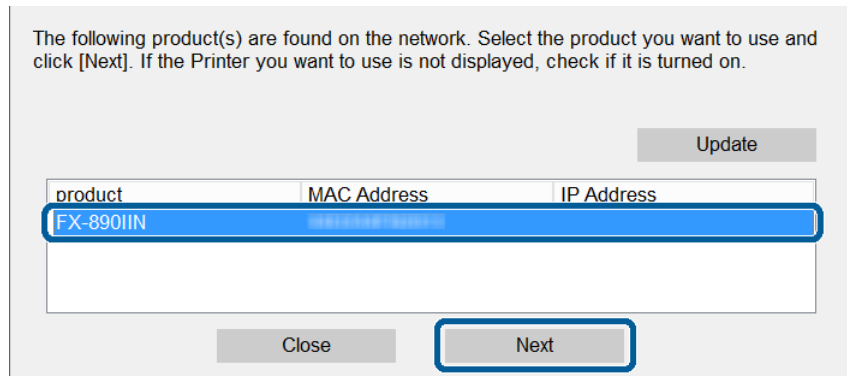 The following product(s) are found on the network. Select the product you want to use and
click [Next]. If the Printer you want to use is not displayed, check if it is turned on.
Update
product MAC Address IP Address
FX-890IIN
Close Next